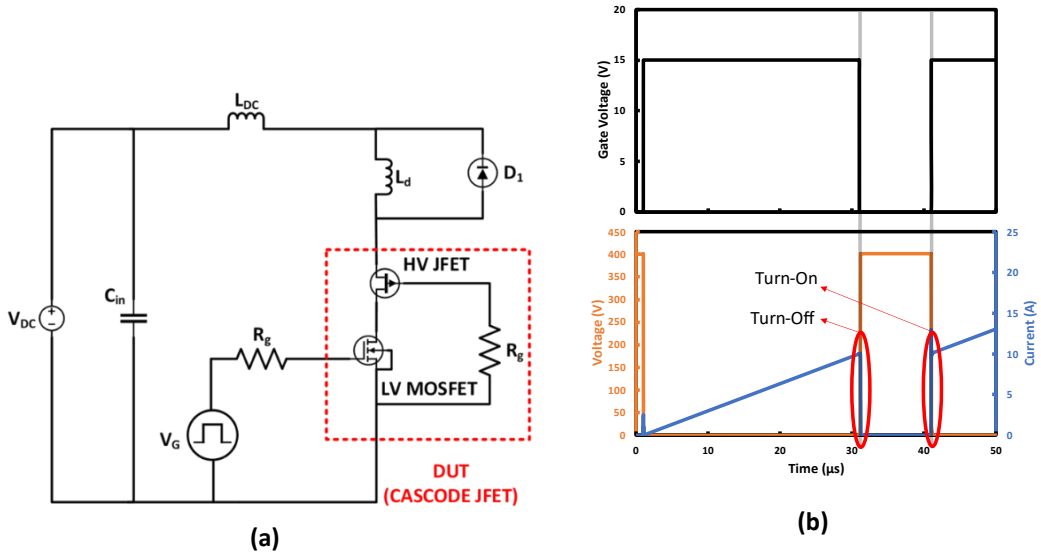 L_DC
L_d
D_1
HV JFET
C_in
V_DC
R_g
R_g
LV MOSFET
V_G
DUT
(CASCODE JFET)
(a)
20
15
10
5
0
Gate Voltage (V)
450
400
350
300
250
200
150
100
50
0
Voltage (V)
Turn-On
Turn-Off
25
20
15
10
5
0
Current (A)
0 10 20 30 40 50
Time (µs)
(b)